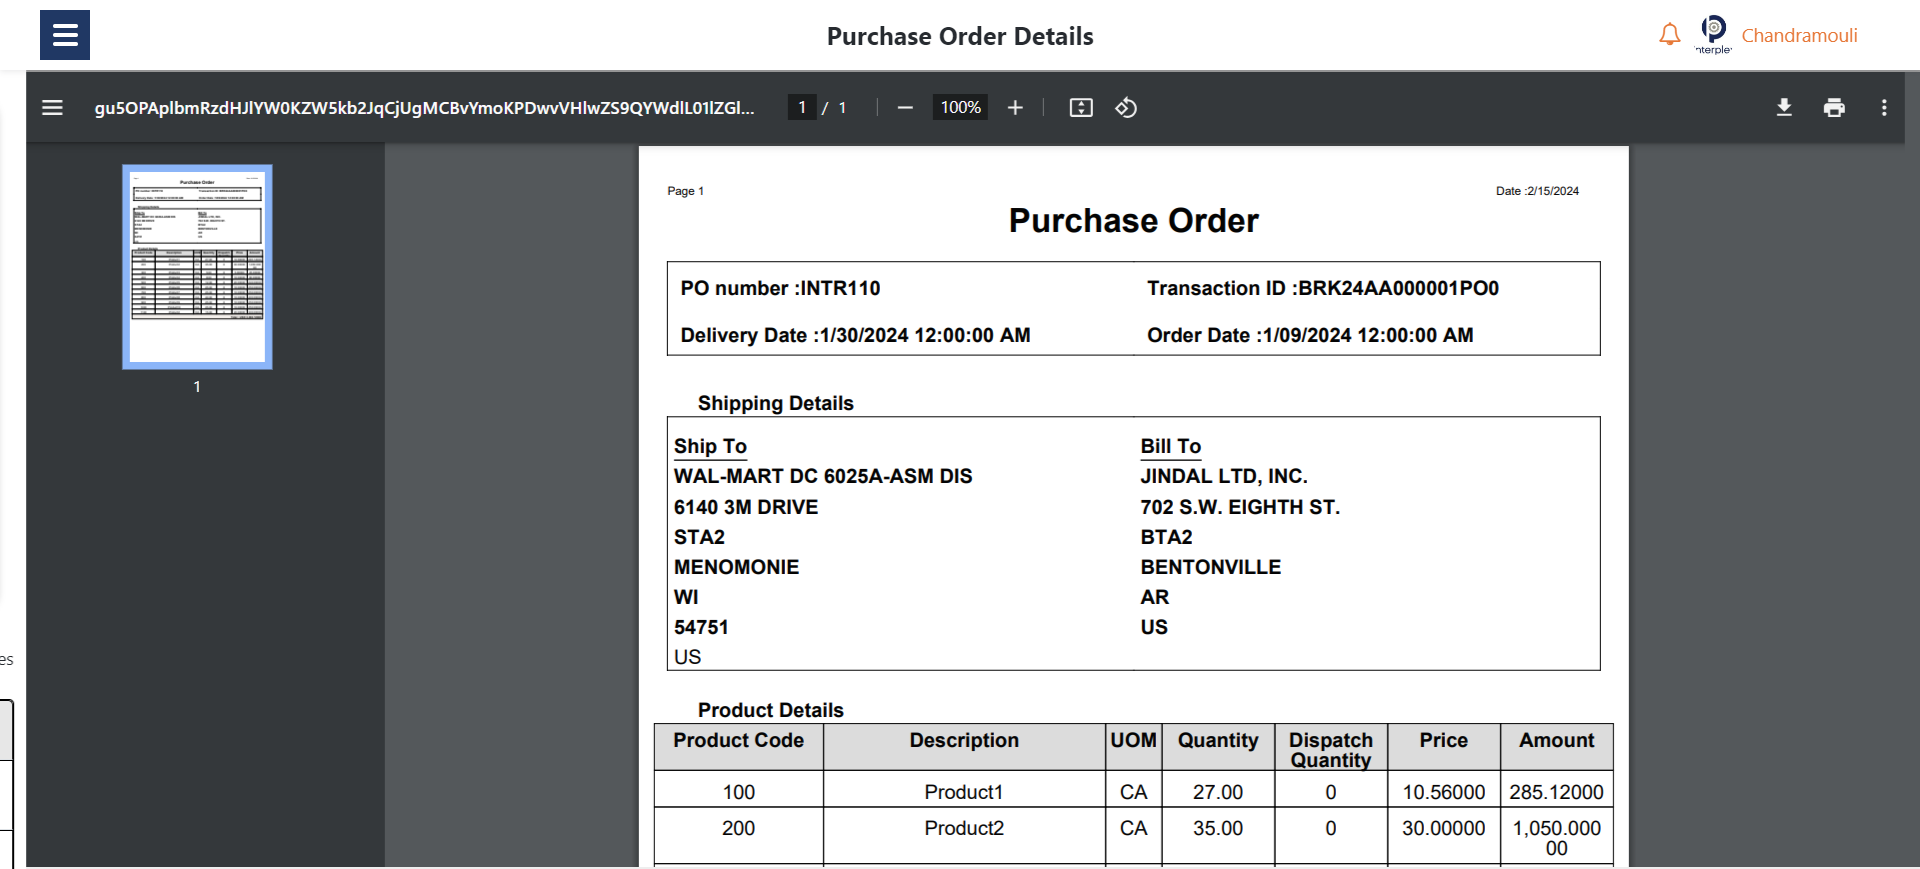 Purchase Order Details
nterple
Chandramouli
gu5OPAplbmRzdHJlYW0KZW5kb2JqCjUgMCBvYmoKPDwvVHlwZS9QYWdlL01lZGl...
1 / 1
100%
Page 1
Date :2/15/2024
Purchase Order
PO number :INTR110 Transaction ID :BRK24AA000001PO0
Delivery Date :1/30/2024 12:00:00 AM Order Date :1/09/2024 12:00:00 AM
1
Shipping Details
Ship To Bill To
WAL-MART DC 6025A-ASM DIS JINDAL LTD, INC.
6140 3M DRIVE 702 S.W. EIGHTH ST.
STA2 BTA2
MENOMONIE BENTONVILLE
WI AR
54751 US
US
es
Product Details
Product Code Description UOM Quantity Dispatch Quantity Price Amount
100 Product1 CA 27.00 0 10.56000 285.12000
200 Product2 CA 35.00 0 30.00000 1,050.000
00